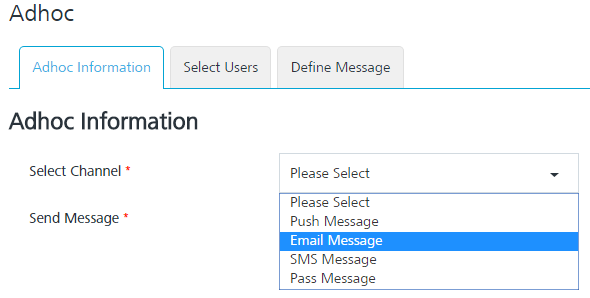 Adhoc
Adhoc Information
Select Users
Define Message
Adhoc Information
Select Channel *
Please Select
Please Select
Send Message *
Push Message
Email Message
SMS Message
Pass Message